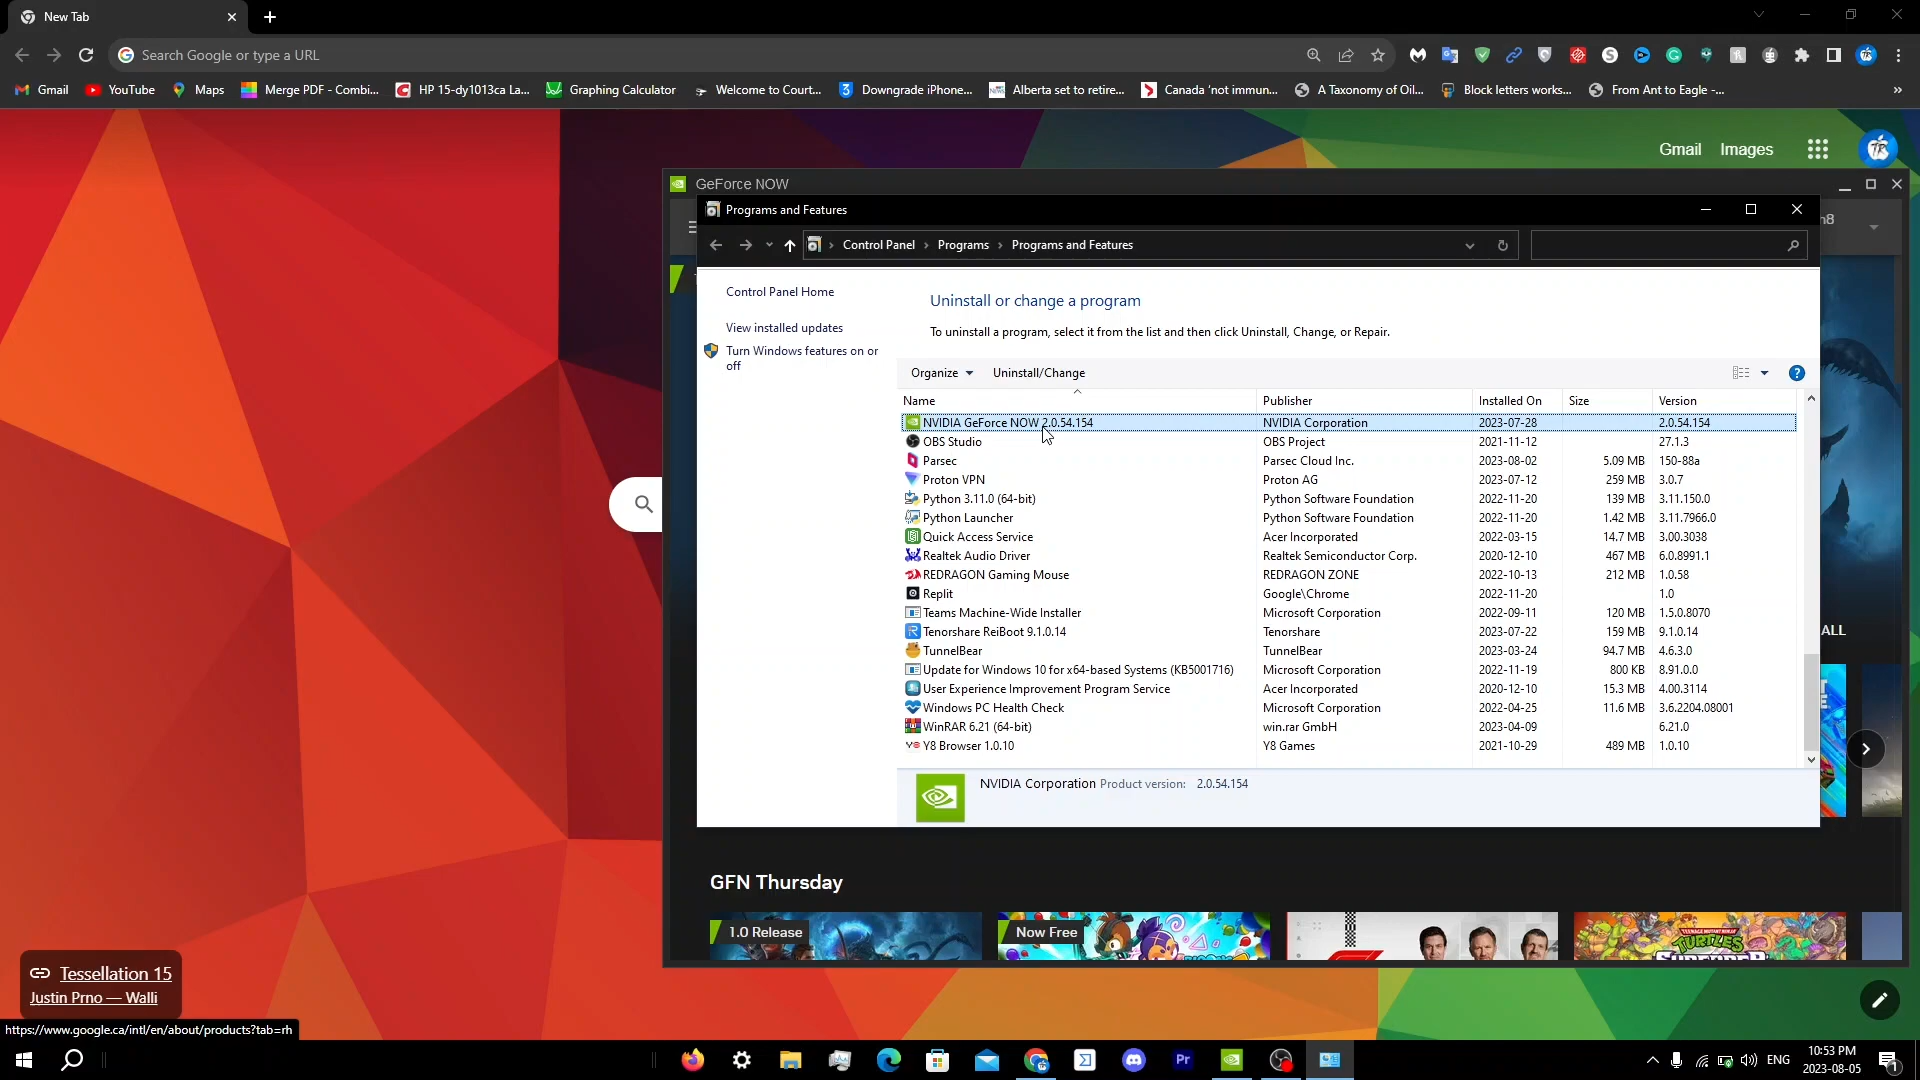 New Tab
Search Google or type a URL
Gmail
YouTube
Maps
Merge PDF - Combi...
HP 15-dy1013ca La...
Graphing Calculator
Welcome to Court...
Downgrade iPhone...
Alberta set to retire...
Canada 'not immun...
A Taxonomy of Oil...
Block letters works...
From Ant to Eagle -...
»
Gmail Images
GeForce NOW
Programs and Features
Control Panel › Programs › Programs and Features
Control Panel Home
View installed updates
Turn Windows features on or
off
Uninstall or change a program
To uninstall a program, select it from the list and then click Uninstall, Change, or Repair.
Organize Uninstall/Change
Name Publisher Installed On Size Version
NVIDIA GeForce NOW 2.0.54.154 NVIDIA Corporation 2023-07-28 2.0.54.154
OBS Studio OBS Project 2021-11-12 27.1.3
Parsec Parsec Cloud Inc. 2023-08-02 5.09 MB 150-88a
Proton VPN Proton AG 2023-07-12 259 MB 3.0.7
Python 3.11.0 (64-bit) Python Software Foundation 2022-11-20 139 MB 3.11.150.0
Python Launcher Python Software Foundation 2022-11-20 1.42 MB 3.11.7966.0
Quick Access Service Acer Incorporated 2022-03-15 14.7 MB 3.00.3038
Realtek Audio Driver Realtek Semiconductor Corp. 2020-12-10 467 MB 6.0.8991.1
REDRAGON Gaming Mouse REDRAGON ZONE 2022-10-13 212 MB 1.0.58
Replit Google\Chrome 2022-11-20 1.0
Teams Machine-Wide Installer Microsoft Corporation 2022-09-11 120 MB 1.5.0.8070
Tenorshare ReiBoot 9.1.0.14 Tenorshare 2023-07-22 159 MB 9.1.0.14
TunnelBear TunnelBear 2023-03-24 94.7 MB 4.6.3.0
Update for Windows 10 for x64-based Systems (KB5001716) Microsoft Corporation 2022-11-19 800 KB 8.91.0.0
User Experience Improvement Program Service Acer Incorporated 2020-12-10 15.3 MB 4.00.3114
Windows PC Health Check Microsoft Corporation 2022-04-25 11.6 MB 3.6.2204.08001
WinRAR 6.21 (64-bit) win.rar GmbH 2023-04-09 6.21.0
Y8 Browser 1.0.10 Y8 Games 2021-10-29 489 MB 1.0.10
NVIDIA Corporation Product version: 2.0.54.154
ALL
GFN Thursday
1.0 Release
Now Free
TEENAGE MUTANT NINJA
TURTLES
Tessellation 15
Justin Prno — Walli
https://www.google.ca/intl/en/about/products?tab=rh
ENG
10:53 PM
2023-08-05